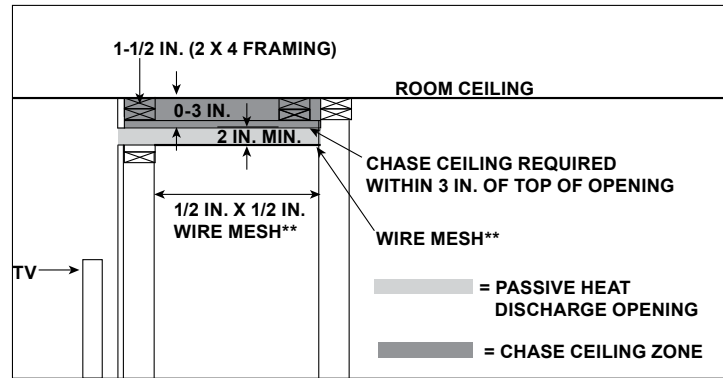 1-1/2 IN. (2 X 4 FRAMING)
ROOM CEILING
0-3 IN.
2 IN. MIN.
CHASE CEILING REQUIRED
WITHIN 3 IN. OF TOP OF OPENING
1/2 IN. X 1/2 IN.
WIRE MESH**
WIRE MESH**
TV
= PASSIVE HEAT
DISCHARGE OPENING
= CHASE CEILING ZONE